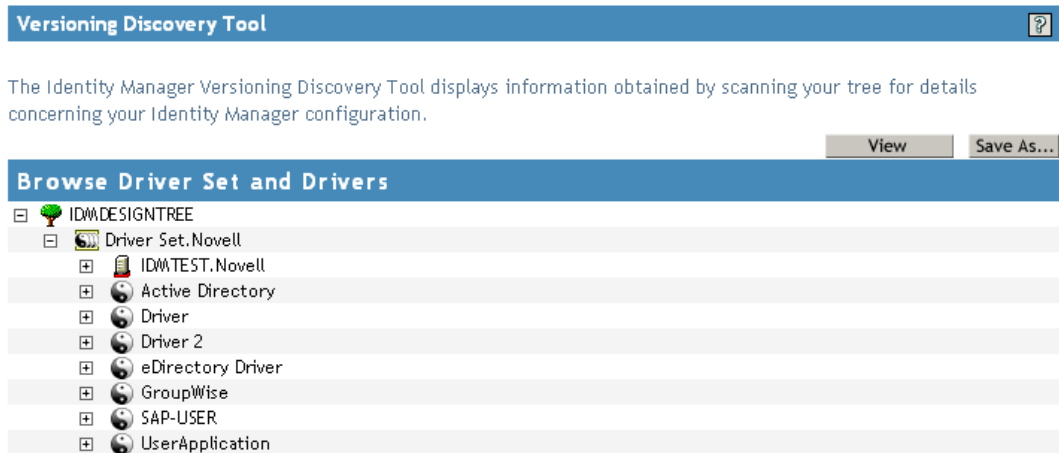 Versioning Discovery Tool
?
The Identity Manager Versioning Discovery Tool displays information obtained by scanning your tree for details
concerning your Identity Manager configuration.
View Save As...
Browse Driver Set and Drivers
IDMDESIGNTREE
Driver Set.Novell
IDMTEST.Novell
Active Directory
Driver
Driver 2
eDirectory Driver
GroupWise
SAP-USER
UserApplication